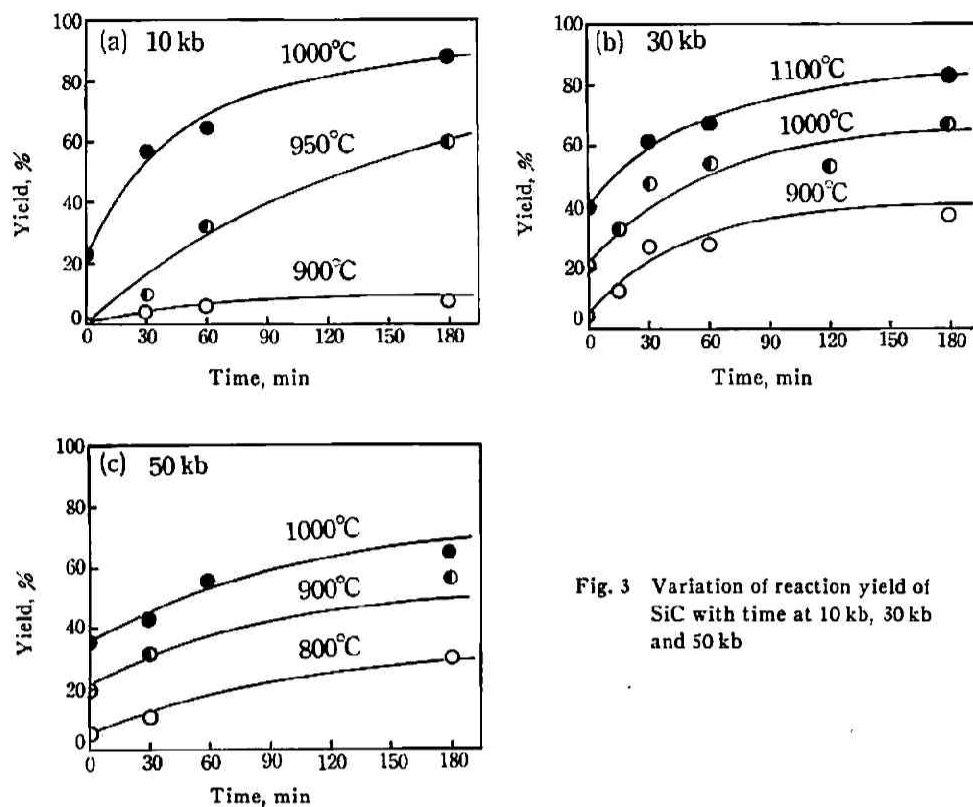 (a) 10 kb
1000°C
950°C
900°C
100
80
60
40
20
0
Yield, %
0 30 60 90 120 150 180
Time, min
(b) 30 kb
1100°C
1000°C
900°C
100
80
60
40
20
0
Yield, %
0 30 60 90 120 150 180
Time, min
(c) 50 kb
1000°C
900°C
800°C
100
80
60
40
20
0
Yield, %
0 30 60 90 120 150 180
Time, min
Fig. 3 Variation of reaction yield of
SiC with time at 10 kb, 30 kb
and 50 kb